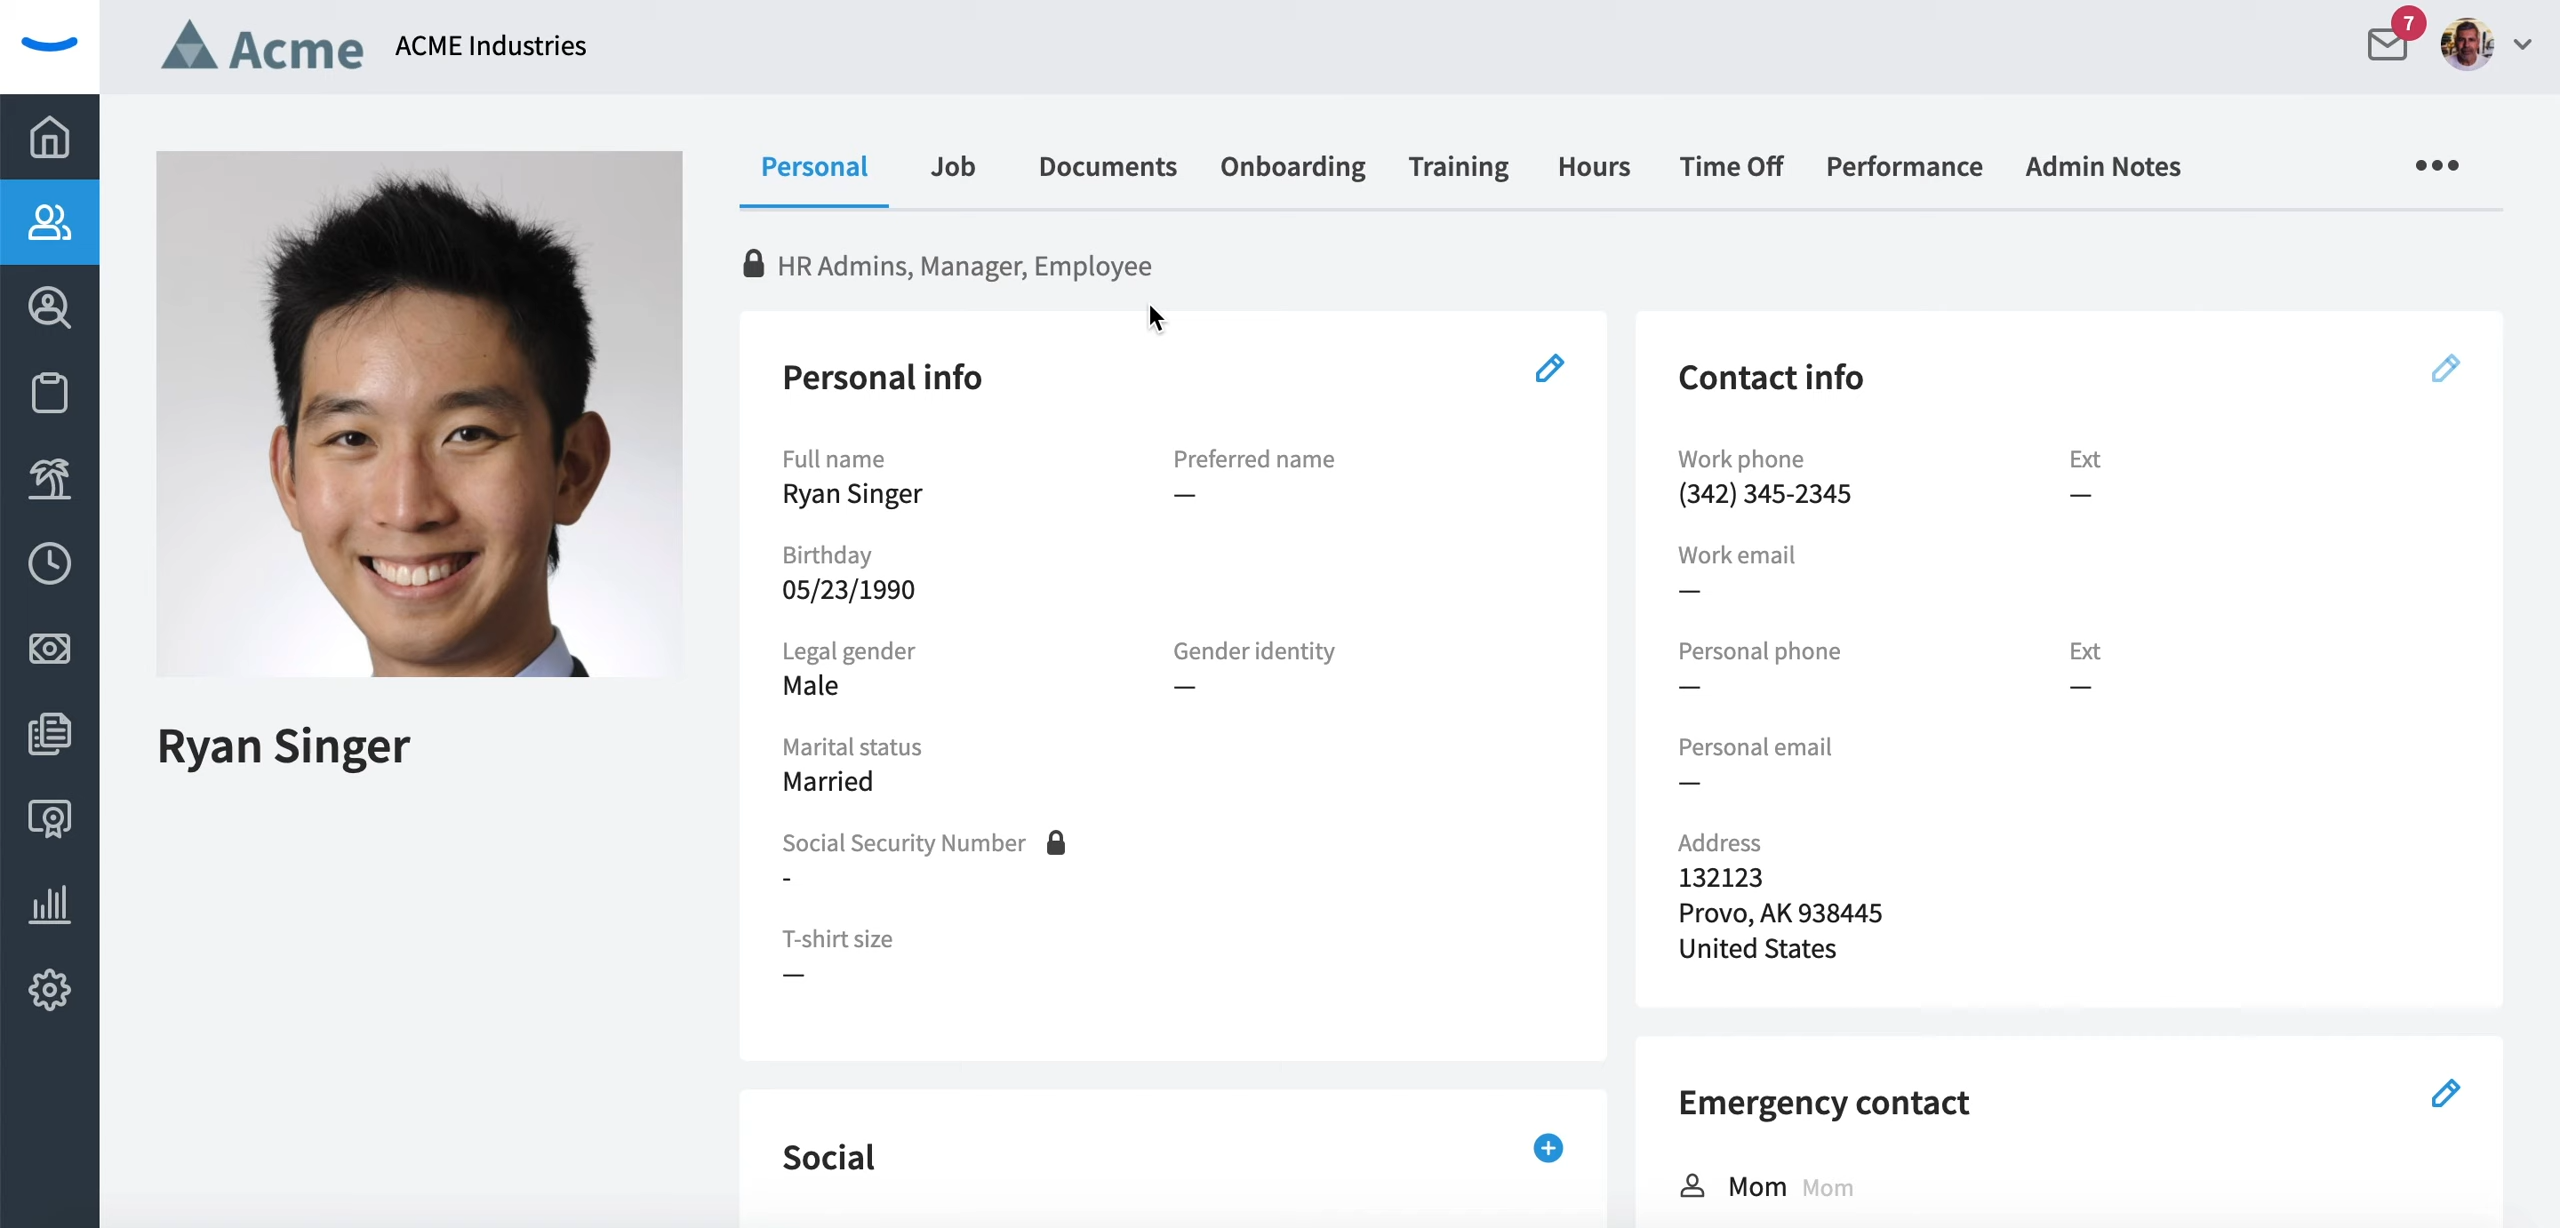 Acme
ACME Industries
7
Personal
Job
Documents
Onboarding
Training
Hours
Time Off
Performance
Admin Notes
HR Admins, Manager, Employee
Personal info
Full name
Ryan Singer
Preferred name
—
Birthday
05/23/1990
Legal gender
Male
Gender identity
—
Marital status
Married
Social Security Number
-
T-shirt size
—
Social
Ryan Singer
Contact info
Work phone
(342) 345-2345
Ext
—
Work email
—
Personal phone
—
Ext
—
Personal email
—
Address
132123
Provo, AK 938445
United States
Emergency contact
Mom Mom